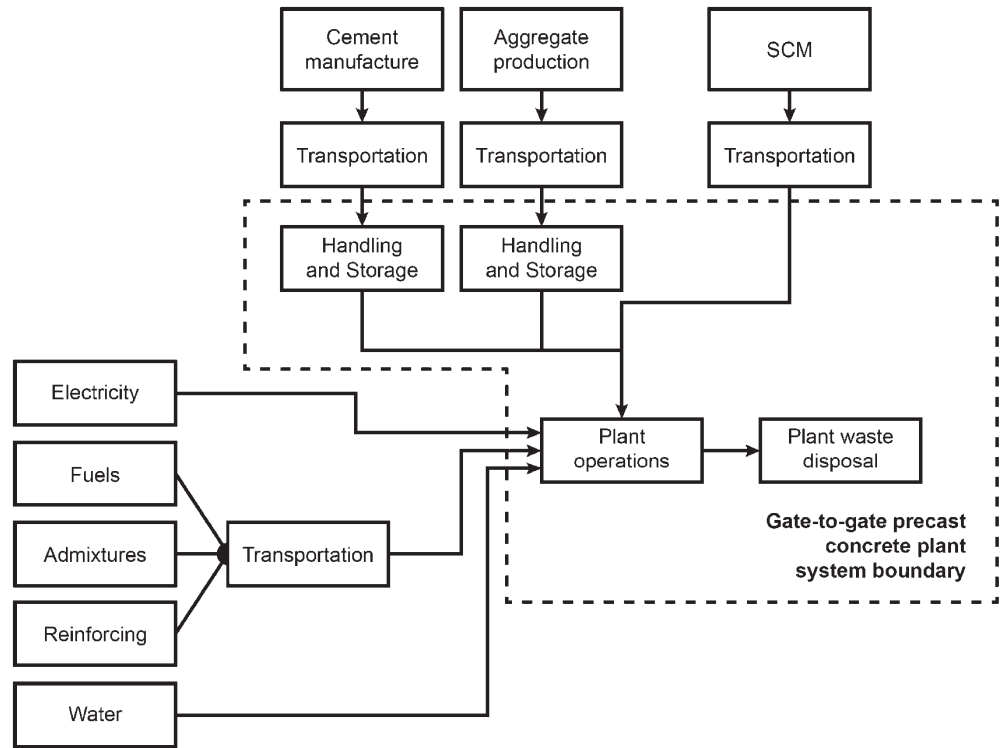 Cement
manufacture
Aggregate
production
SCM
Transportation
Transportation
Transportation
Handling
and Storage
Handling
and Storage
Electricity
Plant
operations
Plant waste
disposal
Fuels
Admixtures
Transportation
Reinforcing
Water
Gate-to-gate precast
concrete plant
system boundary